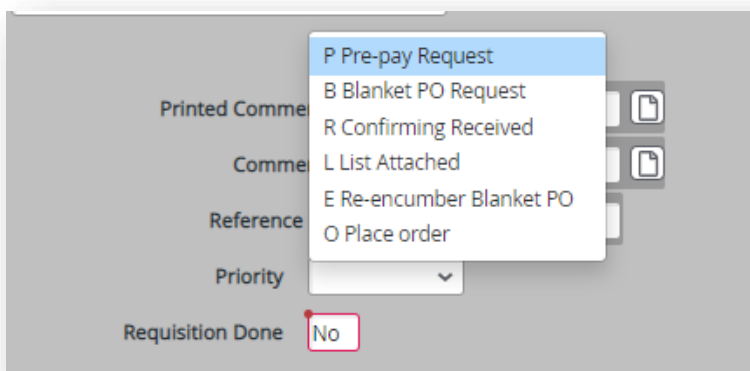 P Pre-pay Request
B Blanket PO Request
Printed Comme
R Confirming Received
L List Attached
Comme
E Re-encumber Blanket PO
Reference
O Place order
Priority
Requisition Done No